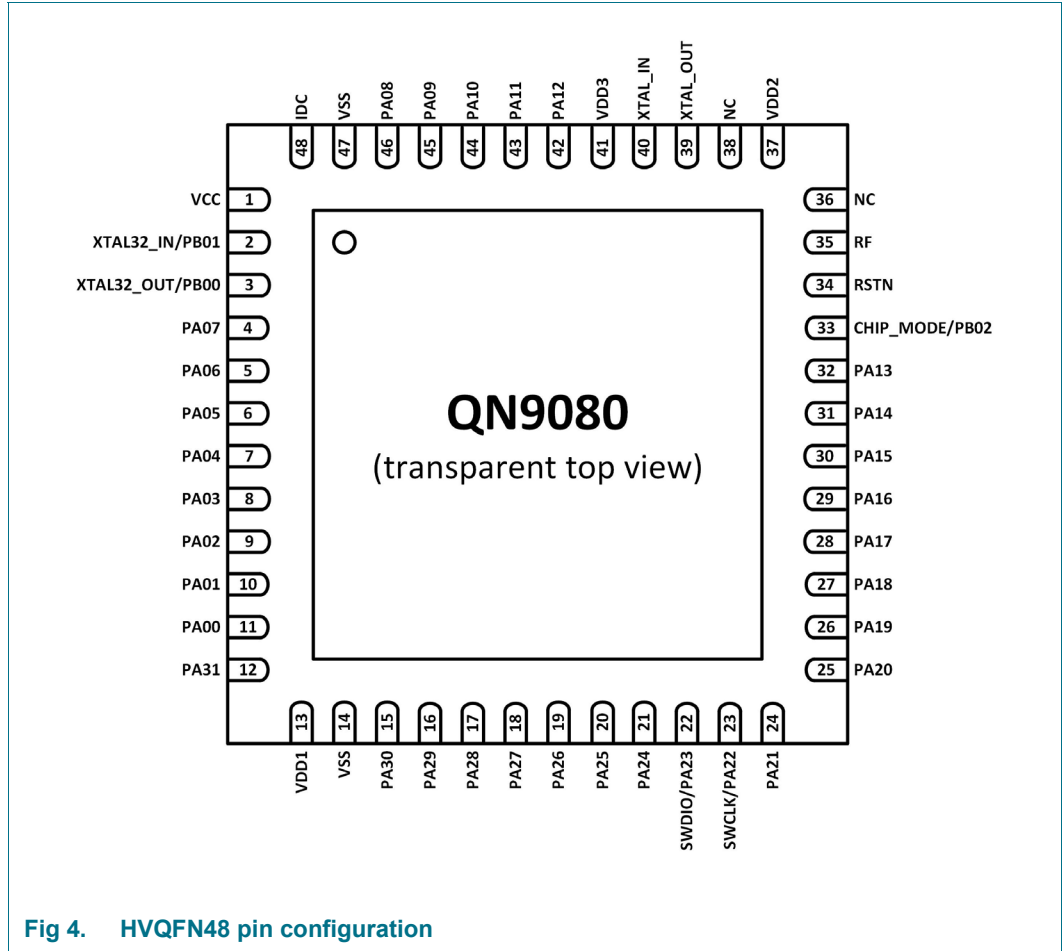 IDC
VSS
PA08
PA09
PA10
PA11
PA12
VDD3
XTAL_IN
XTAL_OUT
NC
VDD2
48
47
46
45
44
43
42
41
40
39
38
37
VCC 1
36 NC
XTAL32_IN/PB01 2
35 RF
XTAL32_OUT/PB00 3
34 RSTN
PA07 4
33 CHIP_MODE/PB02
PA06 5
32 PA13
PA05 6
31 PA14
PA04 7
30 PA15
PA03 8
29 PA16
PA02 9
28 PA17
PA01 10
27 PA18
PA00 11
26 PA19
PA31 12
25 PA20
QN9080
(transparent top view)
13
14
15
16
17
18
19
20
21
22
23
24
VDD1
VSS
PA30
PA29
PA28
PA27
PA26
PA25
PA24
SWDIO/PA23
SWCLK/PA22
PA21
Fig 4. HVQFN48 pin configuration